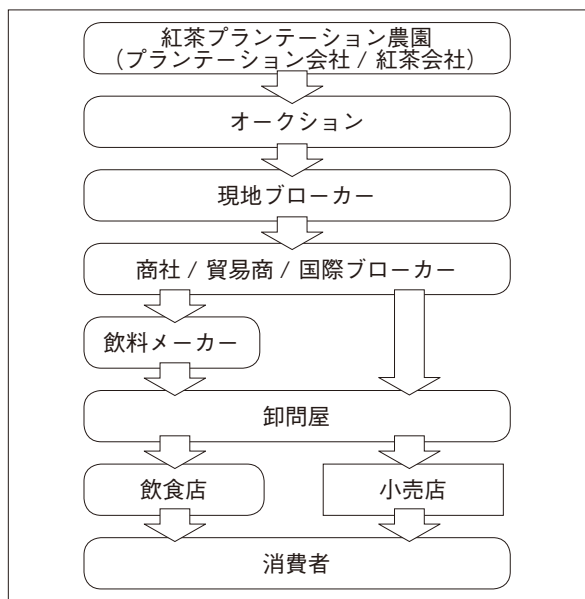 紅茶プランテーション農園
（プランテーション会社 / 紅茶会社）
オークション
現地ブローカー
商社 / 貿易商 / 国際ブローカー
飲料メーカー
卸問屋
飲食店
小売店
消費者